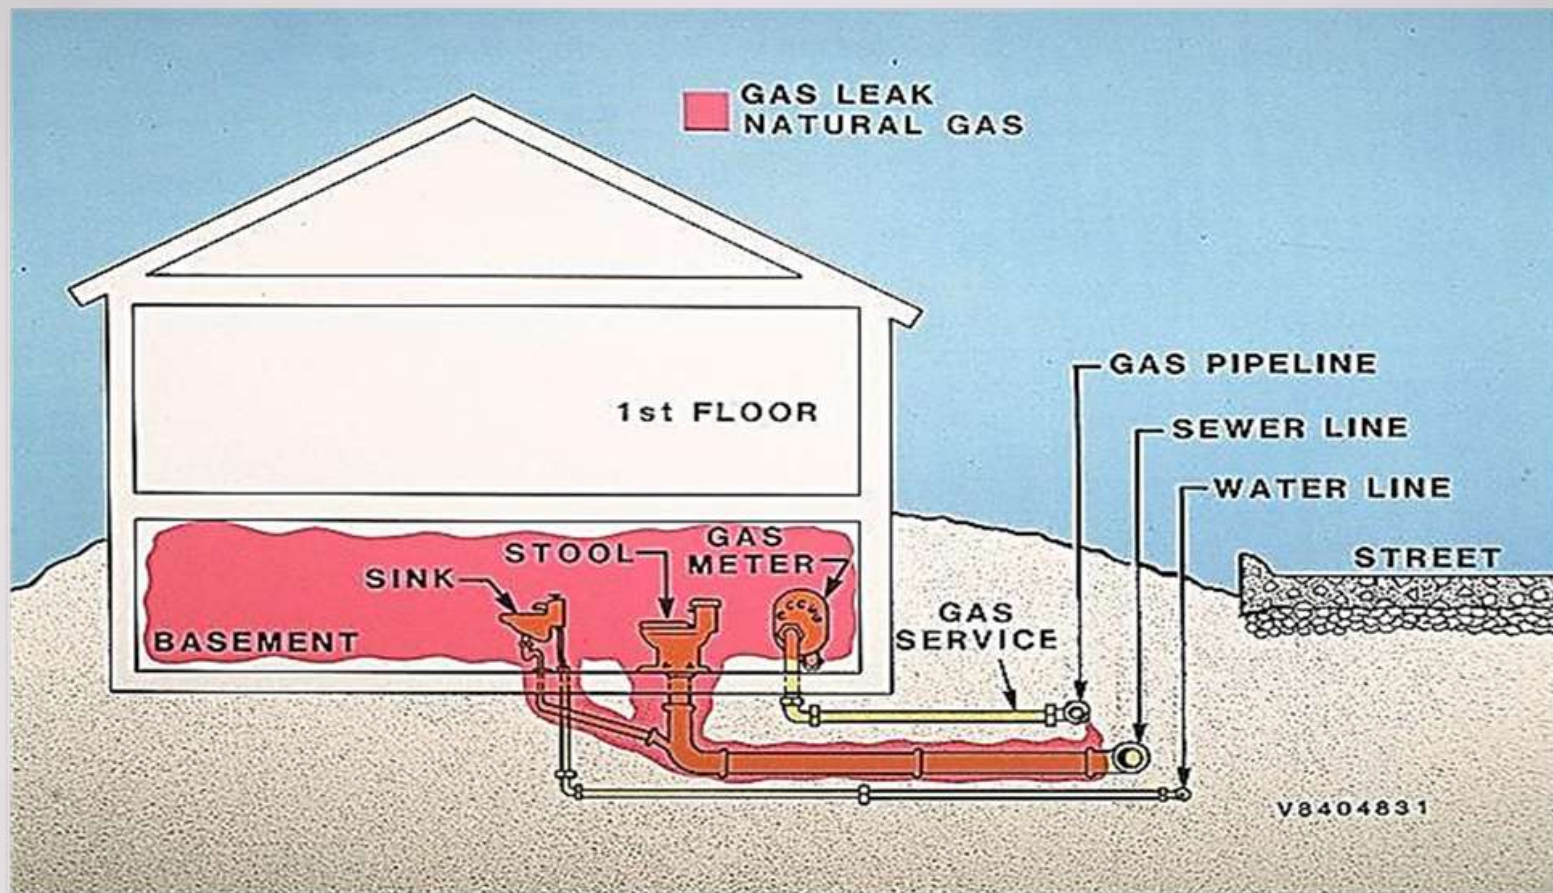 GAS LEAK
NATURAL GAS
1st FLOOR
GAS PIPELINE
SEWER LINE
WATER LINE
STREET
GAS
METER
STOOL
SINK
BASEMENT
GAS
SERVICE
V8404831